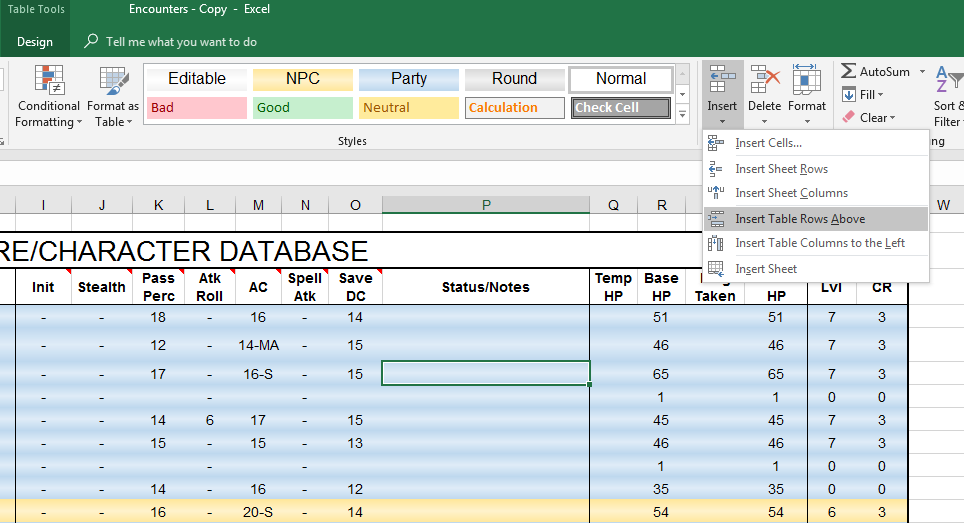 Table Tools Encounters - Copy - Excel
Design Tell me what you want to do
Editable NPC Party Round Normal
Bad Good Neutral Calculation Check Cell
Conditional Formatting Format as Table
Styles
Insert Delete Format
AutoSum
Fill
Clear
Sort & Filter
ng
Insert Cells...
Insert Sheet Rows
Insert Sheet Columns
Insert Table Rows Above
Insert Table Columns to the Left
Insert Sheet
I J K L M N O P Q R W
RE/CHARACTER DATABASE
Init Stealth Pass Perc Atk Roll AC Spell Atk Save DC Status/Notes Temp HP Base HP Taken HP Lvl CR
- - 18 - 16 - 14 51 51 7 3
- - 12 - 14-MA - 15 46 46 7 3
- - 17 - 16-S - 15 65 65 7 3
- - - - 1 1 0 0
- - 14 6 17 - 15 45 45 7 3
- - 15 - 15 - 13 46 46 7 3
- - - - 1 1 0 0
- - 14 - 16 - 12 35 35 0 0
- - 16 - 20-S - 14 54 54 6 3